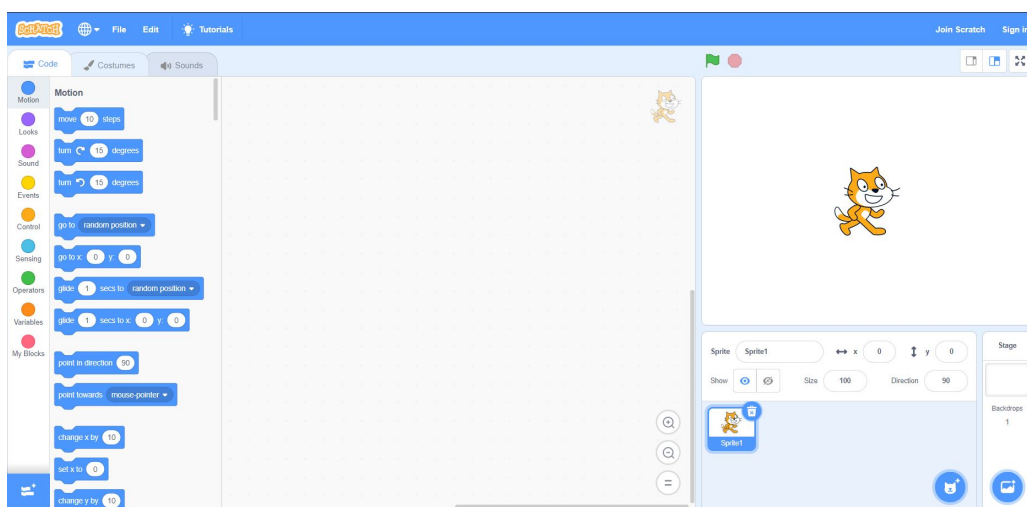 SCRATCH File Edit Tutorials Join Scratch Sign in
Code Costumes Sounds
Motion
Looks
Sound
Events
Control
Sensing
Operators
Variables
My Blocks
Motion
move 10 steps
turn 15 degrees
turn 15 degrees
go to random position
go to x: 0 y: 0
glide 1 secs to random position
glide 1 secs to x: 0 y: 0
point in direction 90
point towards mouse-pointer
change x by 10
set x to 0
change y by 10
Sprite Sprite1 x 0 y 0
Show Size 100 Direction 90
Sprite1
Stage
Backdrops
1